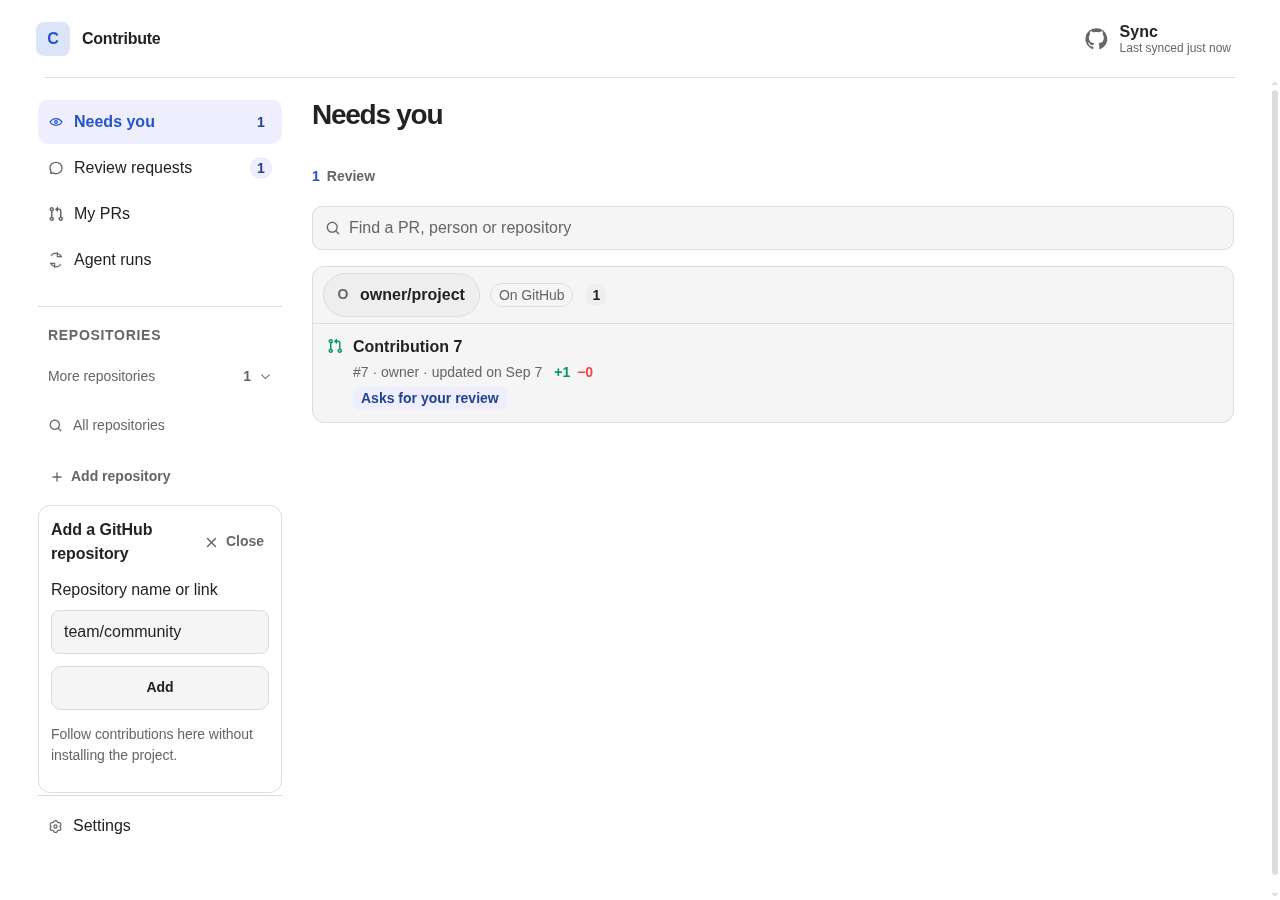 C
Contribute
Sync
Last synced just now
Needs you 1
Review requests 1
My PRs
Agent runs
REPOSITORIES
More repositories 1
All repositories
Add repository
Add a GitHub
repository
Close
Repository name or link
team/community
Add
Follow contributions here without
installing the project.
Settings
Needs you
1 Review
Find a PR, person or repository
O owner/project On GitHub 1
Contribution 7
#7 · owner · updated on Sep 7 +1 −0
Asks for your review